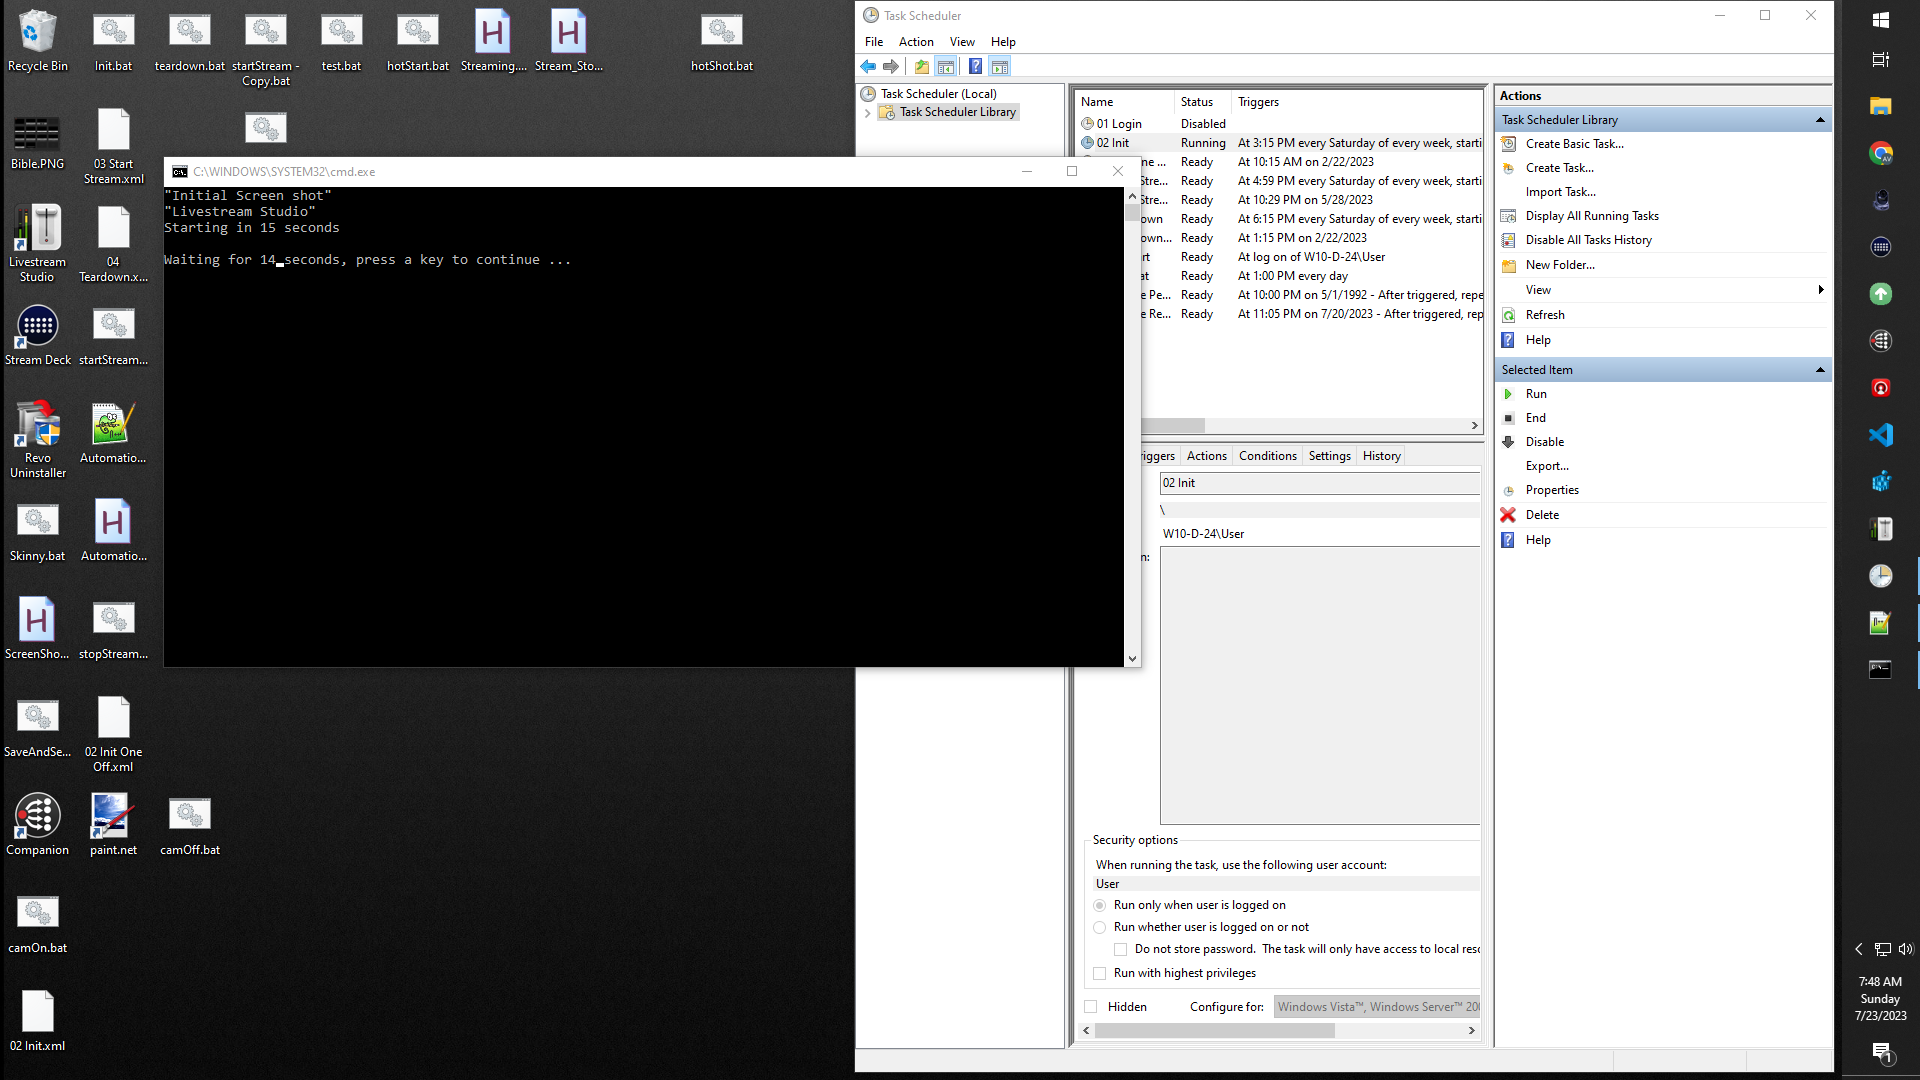 Recycle Bin
Init.bat
teardown.bat
startStream - Copy.bat
test.bat
hotStart.bat
Streaming....
Stream_Sto...
hotShot.bat
Bible.PNG
03 Start Stream.xml
Livestream Studio
04 Teardown.x...
Stream Deck
startStream...
Revo Uninstaller
Automatio...
Skinny.bat
Automatio...
ScreenSho...
stopStream...
SaveAndSe...
02 Init One Off.xml
Companion
paint.net
camOff.bat
camOn.bat
02 Init.xml
C:\WINDOWS\SYSTEM32\cmd.exe
"Initial Screen shot"
"Livestream Studio"
Starting in 15 seconds
Waiting for 14 seconds, press a key to continue ...
Task Scheduler
File Action View Help
Task Scheduler (Local)
Task Scheduler Library
Name Status Triggers
01 Login Disabled
02 Init Running At 3:15 PM every Saturday of every week, starti
ne ... Ready At 10:15 AM on 2/22/2023
Stre... Ready At 4:59 PM every Saturday of every week, starti
Stre... Ready At 10:29 PM on 5/28/2023
own Ready At 6:15 PM every Saturday of every week, starti
own... Ready At 1:15 PM on 2/22/2023
rt Ready At log on of W10-D-24\User
at Ready At 1:00 PM every day
e Pe... Ready At 10:00 PM on 5/1/1992 - After triggered, repe
e Re... Ready At 11:05 PM on 7/20/2023 - After triggered, rep
riggers Actions Conditions Settings History
02 Init
\
W10-D-24\User
n:
Security options
When running the task, use the following user account:
User
Run only when user is logged on
Run whether user is logged on or not
Do not store password. The task will only have access to local reso
Run with highest privileges
Hidden Configure for: Windows Vista™, Windows Server™ 200
Actions
Task Scheduler Library
Create Basic Task...
Create Task...
Import Task...
Display All Running Tasks
Disable All Tasks History
New Folder...
View
Refresh
Help
Selected Item
Run
End
Disable
Export...
Properties
Delete
Help
7:48 AM
Sunday
7/23/2023
1